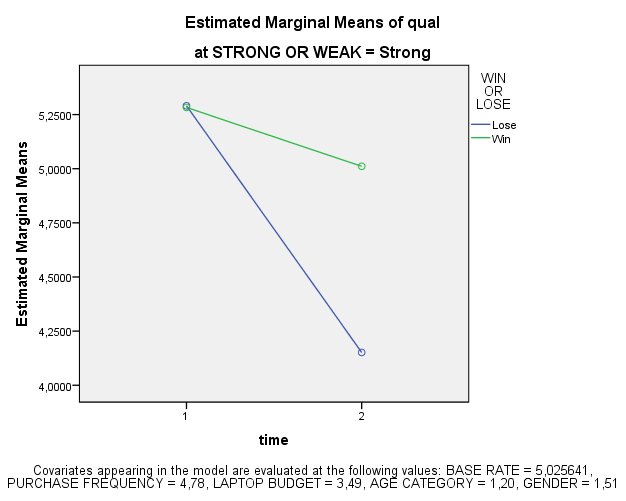 Estimated Marginal Means of qual
at STRONG OR WEAK = Strong
WIN
OR
LOSE
Lose
Win
Estimated Marginal Means
5,2500
5,0000
4,7500
4,5000
4,2500
4,0000
1
2
time
Covariates appearing in the model are evaluated at the following values: BASE RATE = 5,025641,
PURCHASE FREQUENCY = 4,78, LAPTOP BUDGET = 3,49, AGE CATEGORY = 1,20, GENDER = 1,51